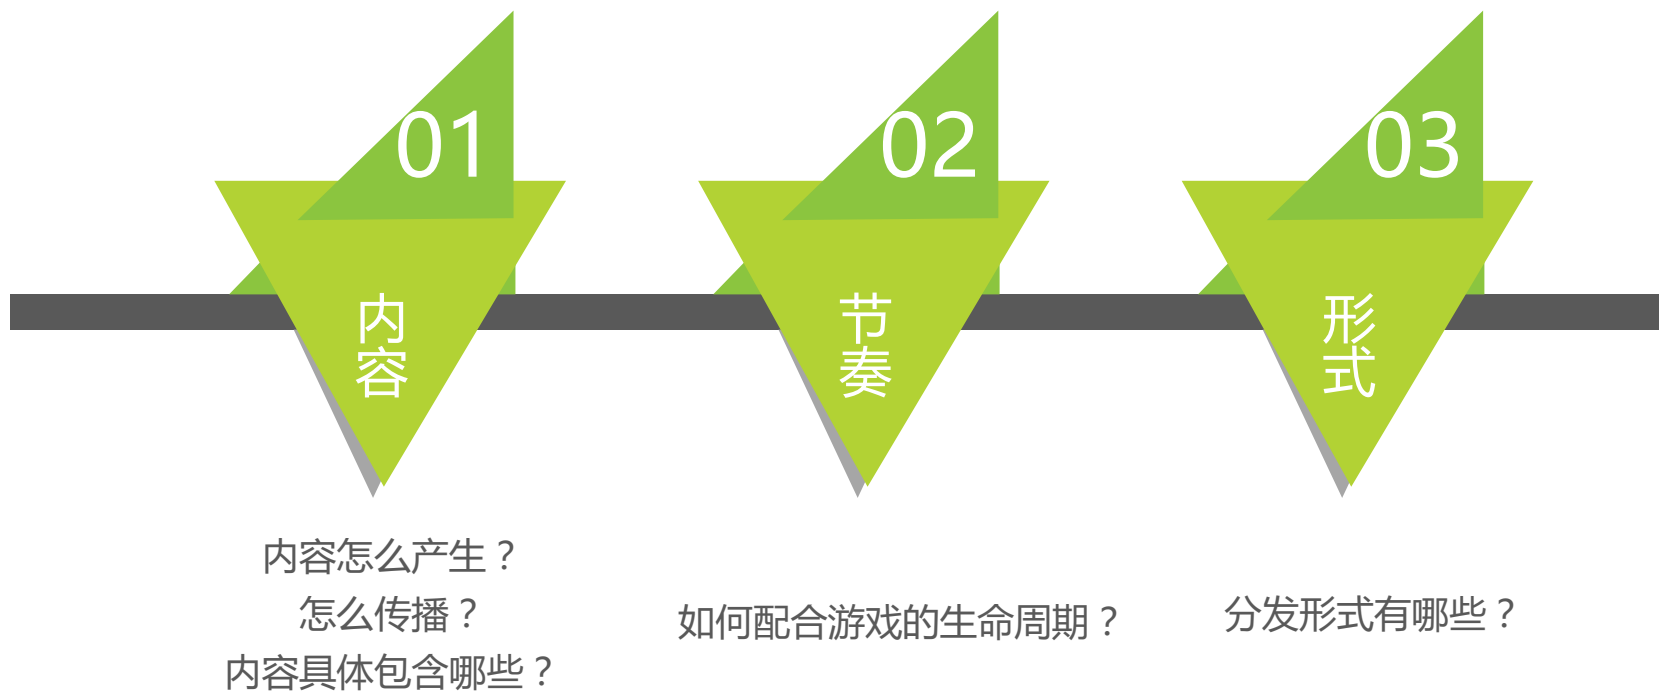 01
内容
内容怎么产生？
怎么传播？
内容具体包含哪些？
02
节奏
如何配合游戏的生命周期？
03
形式
分发形式有哪些？